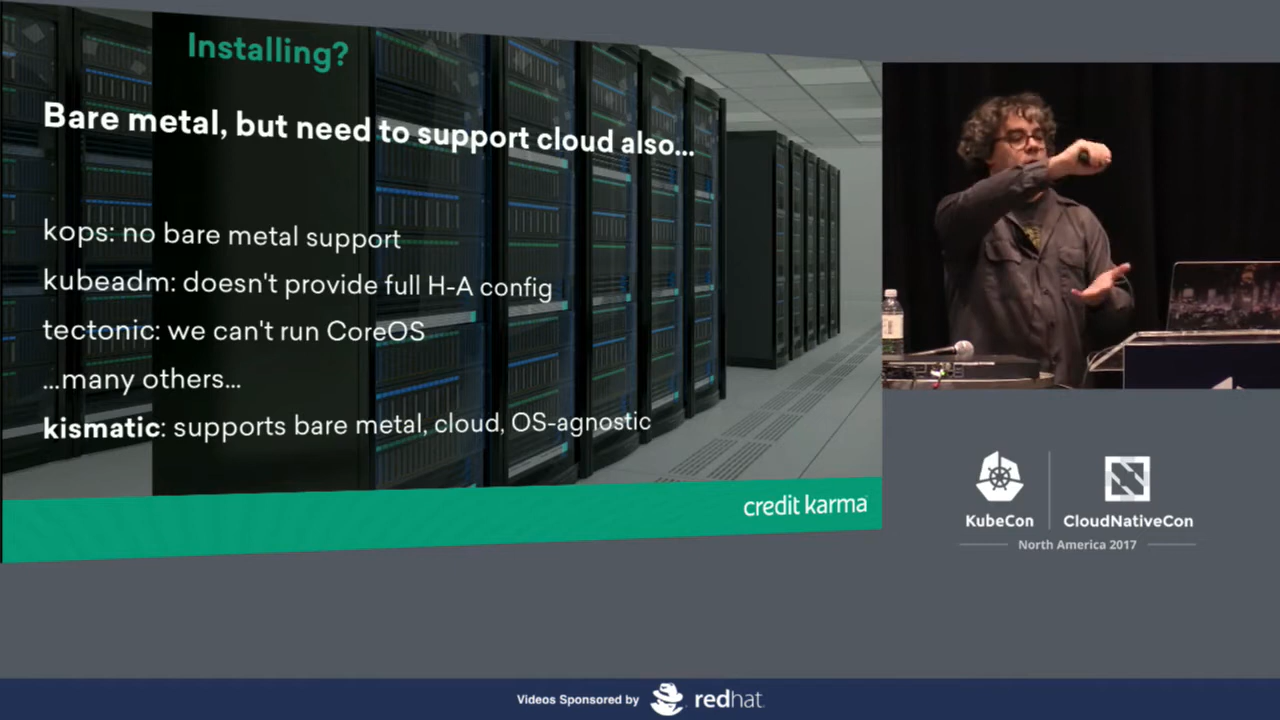 Installing?
Bare metal, but need to support cloud also...
kops: no bare metal support
kubeadm: doesn't provide full H-A config
tectonic: we can't run CoreOS
...many others...
kismatic: supports bare metal, cloud, OS-agnostic
credit karma
KubeCon
CloudNativeCon
North America 2017
Videos Sponsored by
redhat.